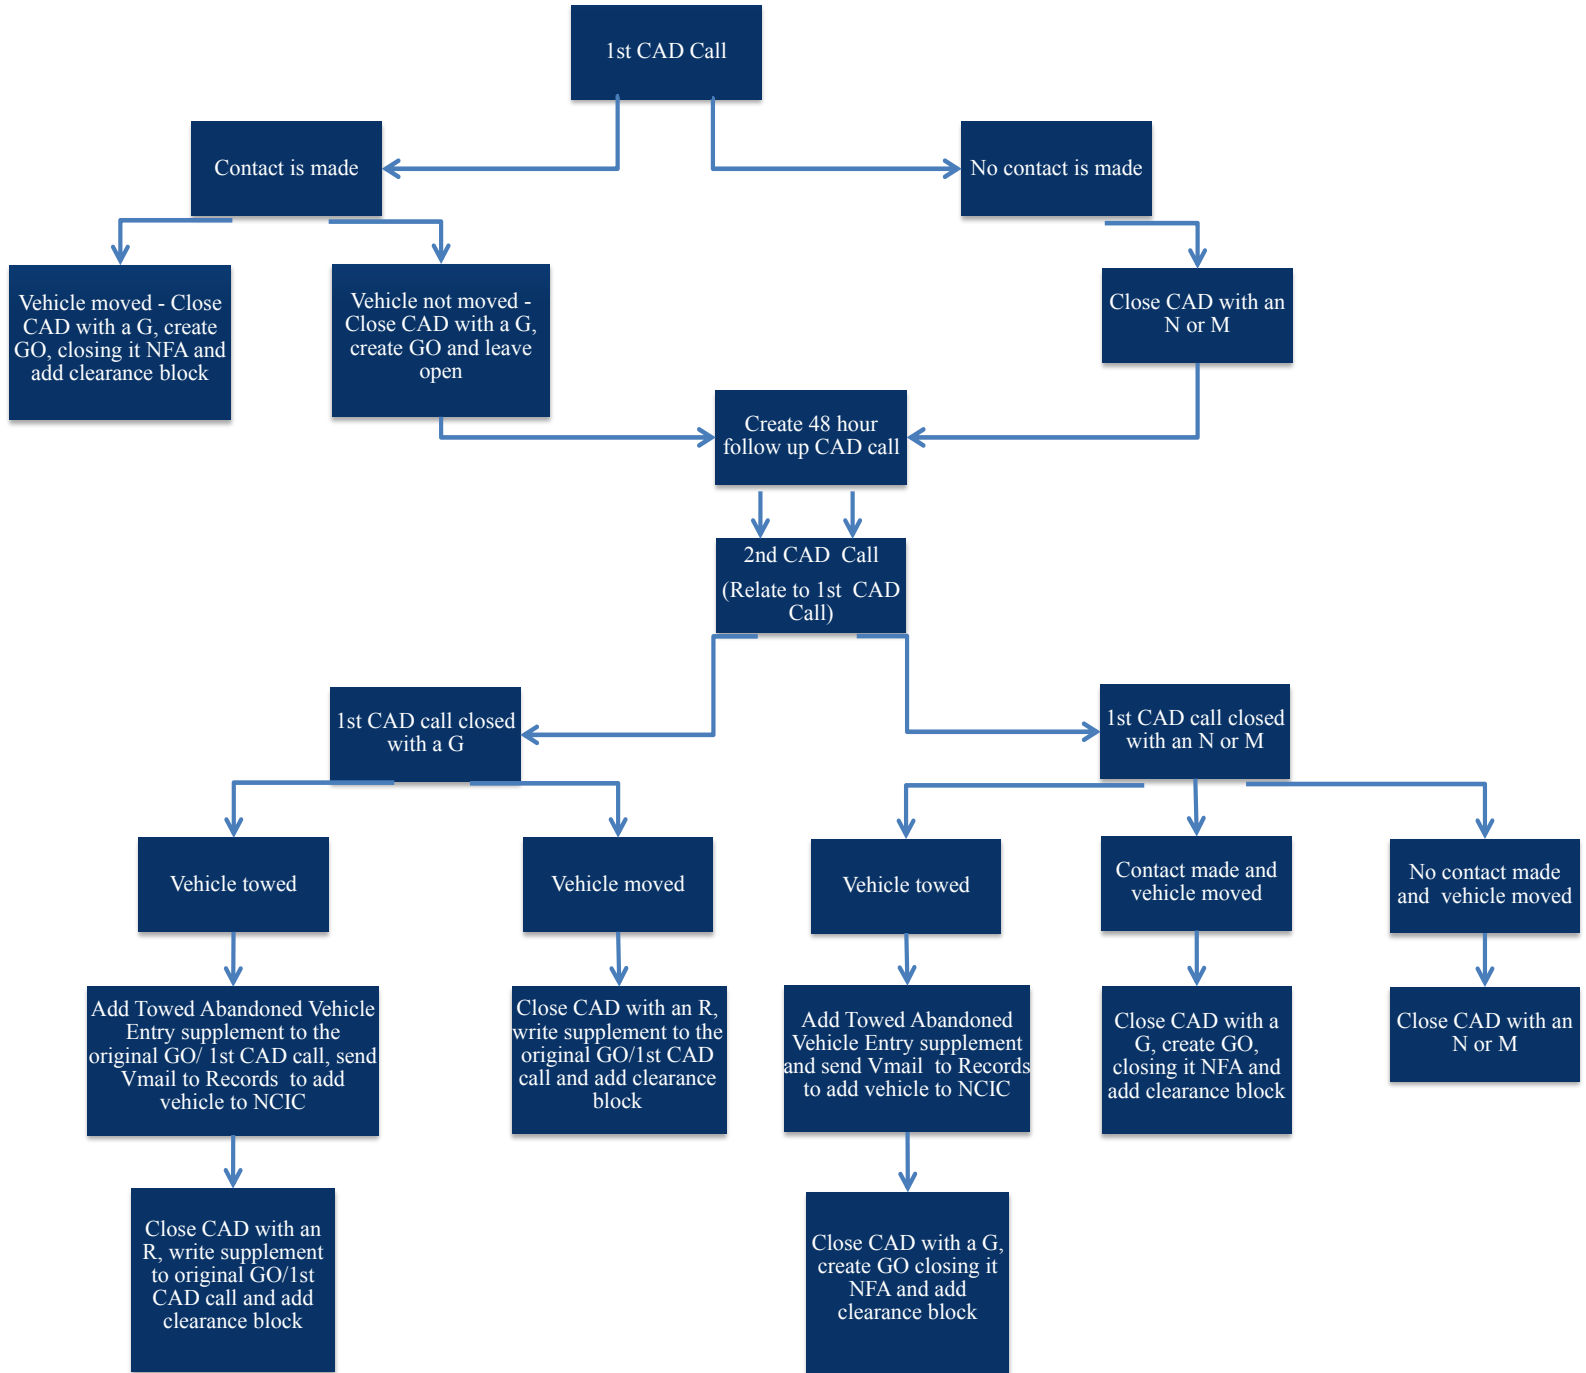 1st CAD Call
Contact is made
No contact is made
Vehicle moved - Close
CAD with a G, create
GO, closing it NFA and
add clearance block
Vehicle not moved -
Close CAD with a G,
create GO and leave
open
Close CAD with an
N or M
Create 48 hour
follow up CAD call
2nd CAD Call
(Relate to 1st CAD
Call)
1st CAD call closed
with a G
1st CAD call closed
with an N or M
Vehicle towed
Vehicle moved
Vehicle towed
Contact made and
vehicle moved
No contact made
and vehicle moved
Add Towed Abandoned Vehicle
Entry supplement to the
original GO/ 1st CAD call, send
Vmail to Records to add
vehicle to NCIC
Close CAD with an R,
write supplement to the
original GO/1st CAD
call and add clearance
block
Add Towed Abandoned
Vehicle Entry supplement
and send Vmail to Records
to add vehicle to NCIC
Close CAD with a
G, create GO,
closing it NFA and
add clearance block
Close CAD with an
N or M
Close CAD with an
R, write supplement
to original GO/1st
CAD call and add
clearance block
Close CAD with a G,
create GO closing it
NFA and add
clearance block